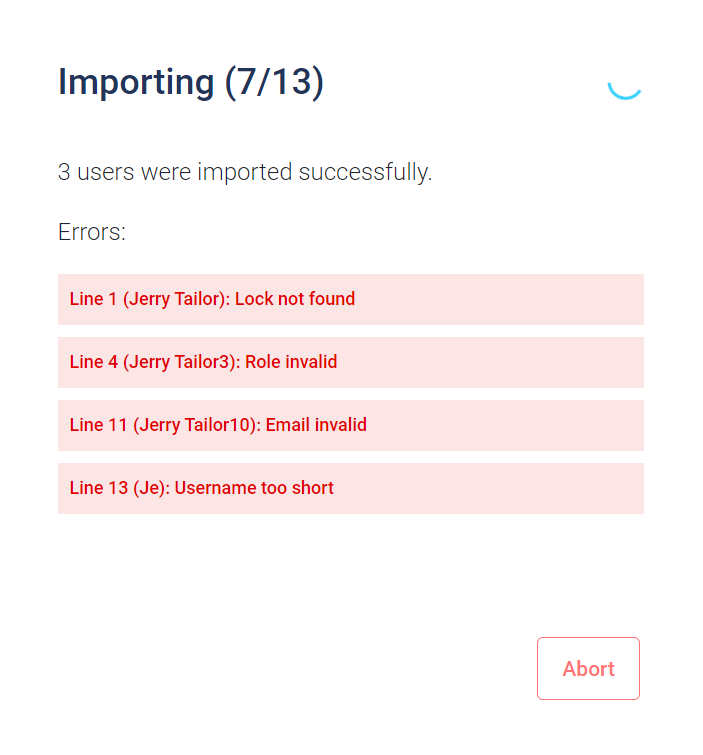 Importing (7/13)
3 users were imported successfully.
Errors:
Line 1 (Jerry Tailor): Lock not found
Line 4 (Jerry Tailor3): Role invalid
Line 11 (Jerry Tailor10): Email invalid
Line 13 (Je): Username too short
Abort